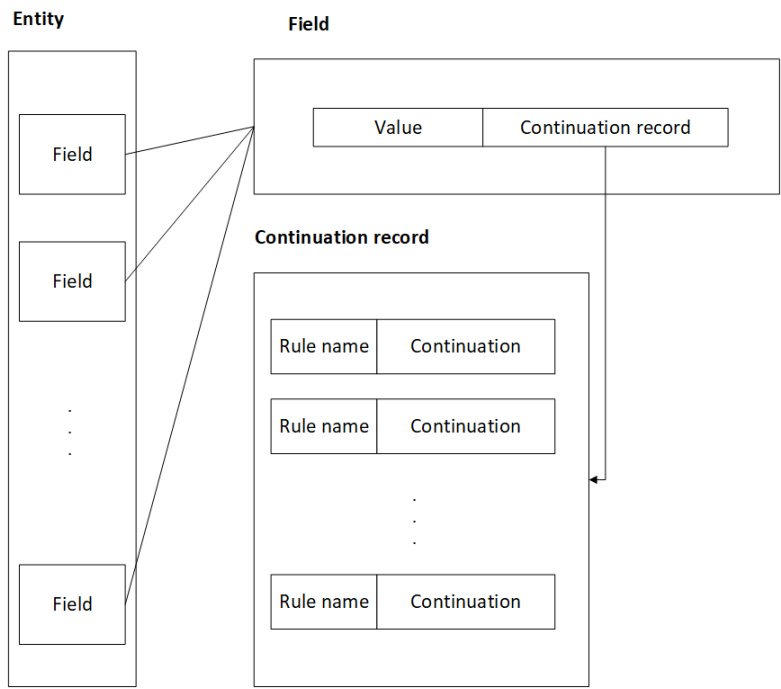 Entity
Field
Field
Field
Field
Value
Continuation record
Continuation record
Rule name
Continuation
Rule name
Continuation
Rule name
Continuation